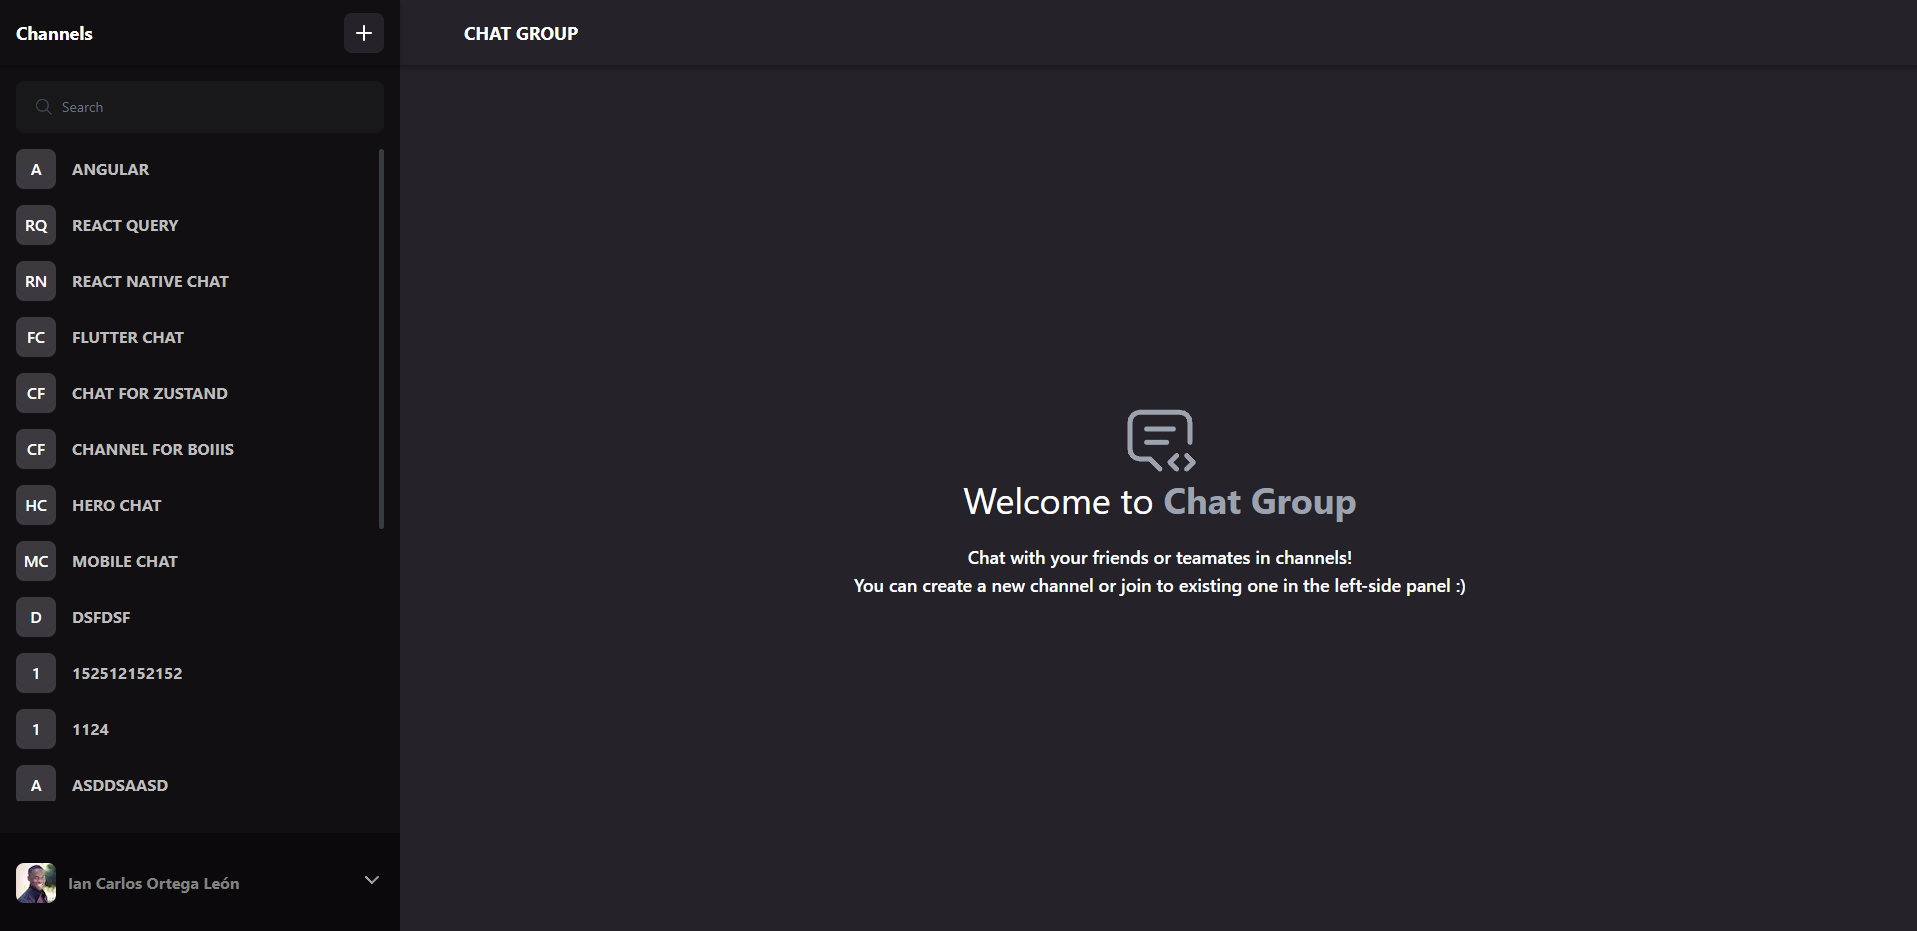 Channels
Search
A ANGULAR
RQ REACT QUERY
RN REACT NATIVE CHAT
FC FLUTTER CHAT
CF CHAT FOR ZUSTAND
CF CHANNEL FOR BOIIIS
HC HERO CHAT
MC MOBILE CHAT
D DSFDSF
1 152512152152
1 1124
A ASDDSAASD
Ian Carlos Ortega León
CHAT GROUP
Welcome to Chat Group
Chat with your friends or teamates in channels!
You can create a new channel or join to existing one in the left-side panel :)